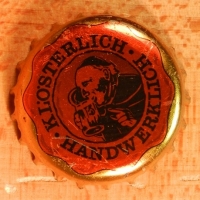 KLOSTERLICH · HANDWERKLICH ·